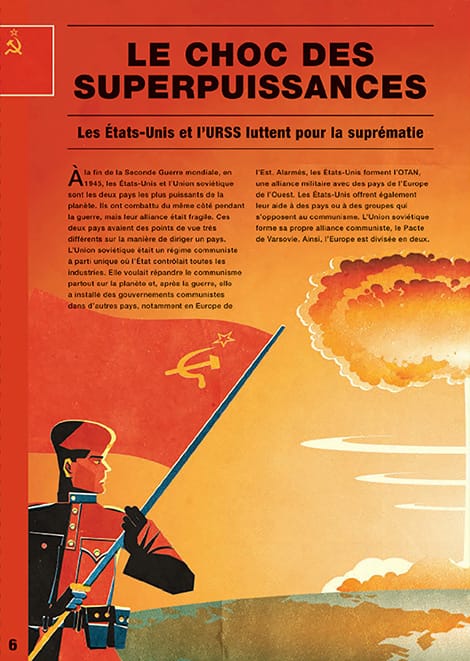 LE CHOC DES
SUPERPUISSANCES
Les États-Unis et l'URSS luttent pour la suprématie
À la fin de la Seconde Guerre mondiale, en
1945, les États-Unis et l'Union soviétique
sont les deux pays les plus puissants de la
planète. Ils ont combattu du même côté pendant
la guerre, mais leur alliance était fragile. Ces
deux pays avaient des points de vue très
différents sur la manière de diriger un pays.
L'Union soviétique était un régime communiste
à parti unique où l'État contrôlait toutes les
industries. Elle voulait répandre le communisme
partout sur la planète et, après la guerre, elle
a installé des gouvernements communistes
dans d'autres pays, notamment en Europe de
l'Est. Alarmés, les États-Unis forment l'OTAN,
une alliance militaire avec des pays de l'Europe
de l'Ouest. Les États-Unis offrent également
leur aide à des pays ou à des groupes qui
s'opposent au communisme. L'Union soviétique
forme sa propre alliance communiste, le Pacte
de Varsovie. Ainsi, l'Europe est divisée en deux.
6